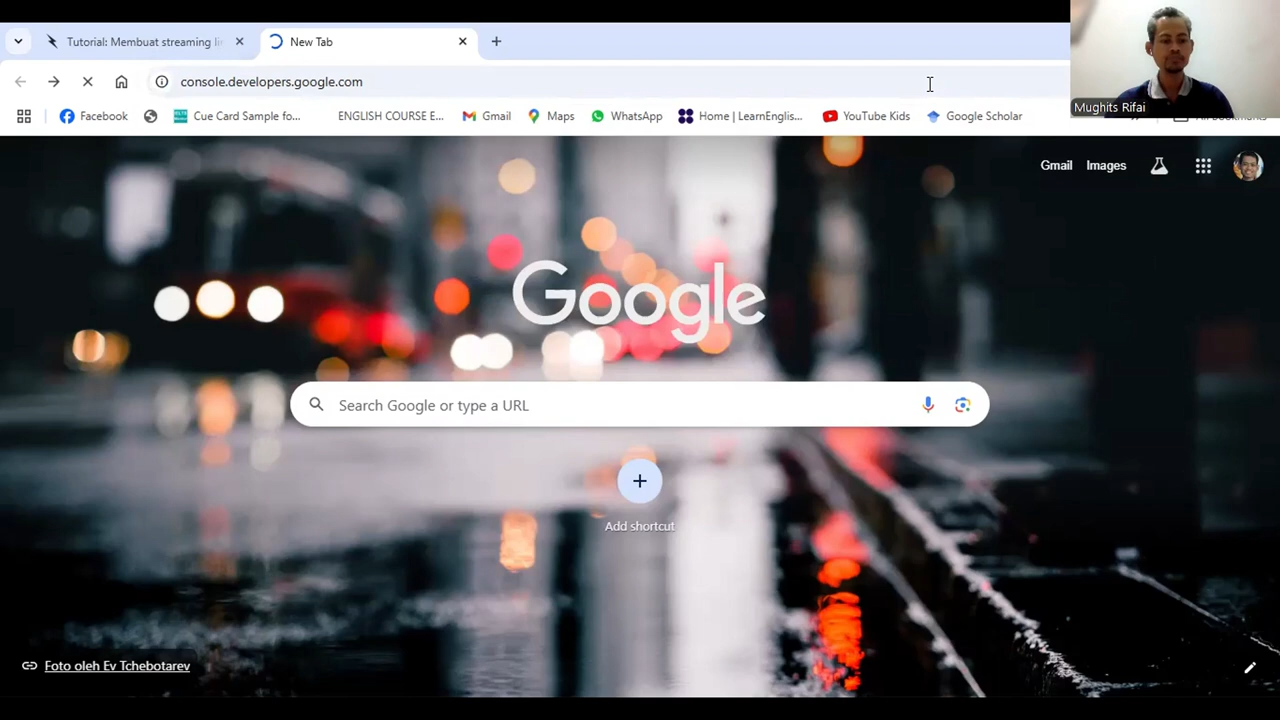 Tutorial: Membuat streaming li
New Tab
console.developers.google.com
Facebook
Cue Card Sample fo...
ENGLISH COURSE E...
Gmail
Maps
WhatsApp
Home | LearnEnglis...
YouTube Kids
Google Scholar
Mughits Rifai
Gmail
Images
Google
Search Google or type a URL
Add shortcut
Foto oleh Ev Tchebotarev